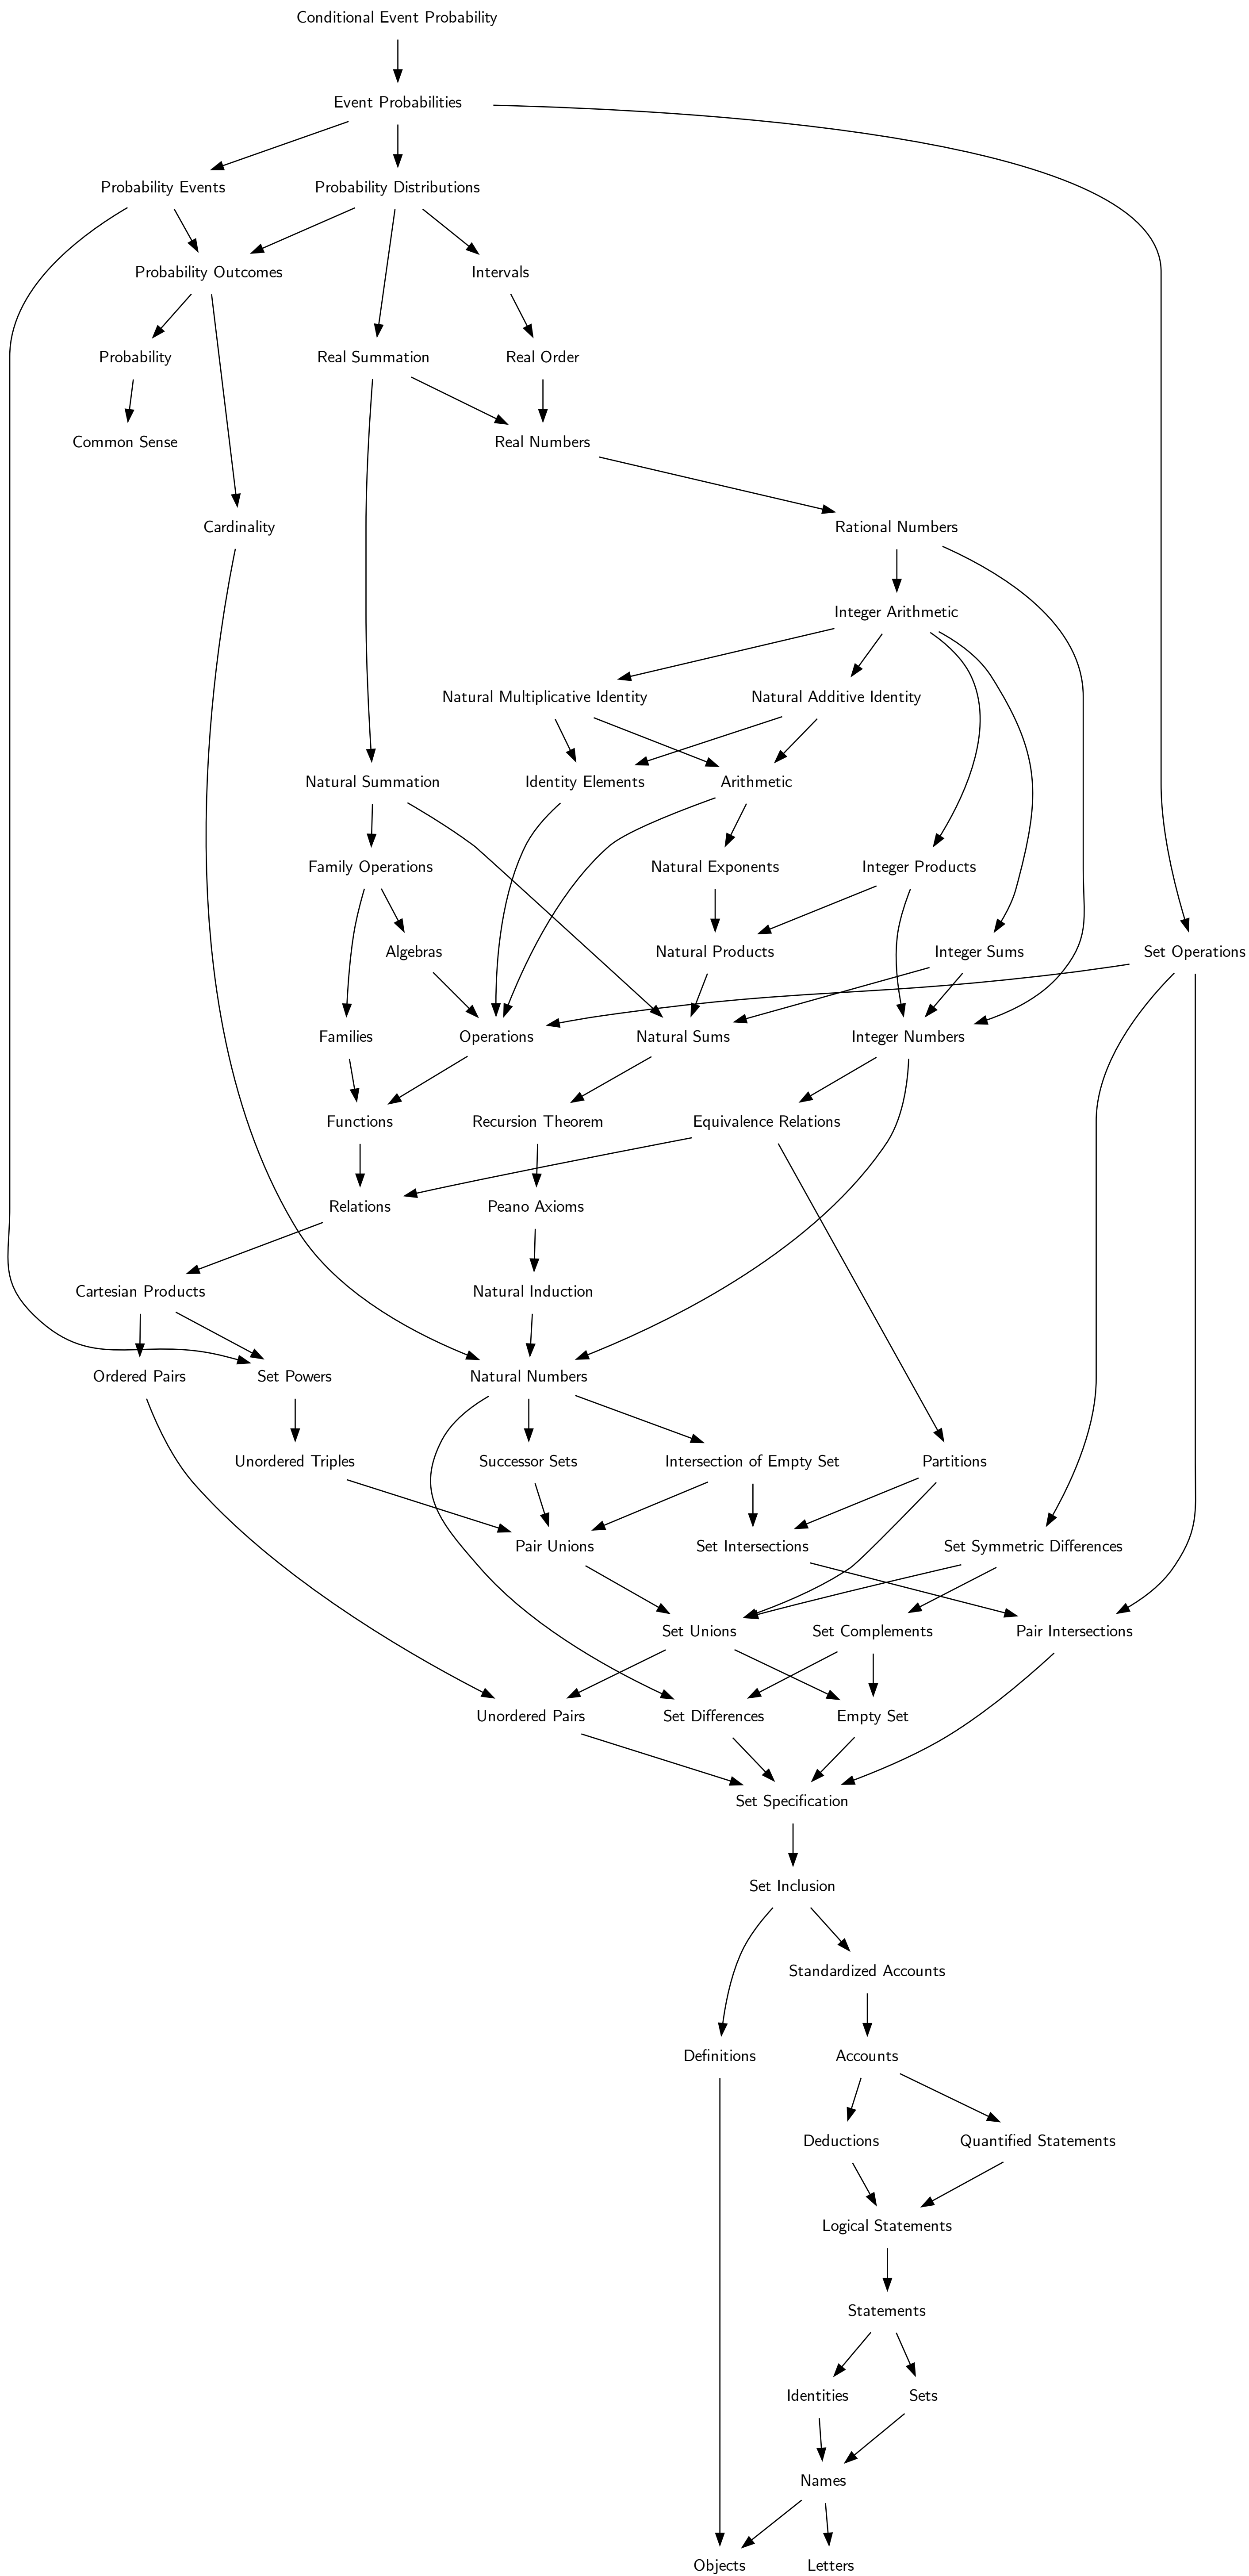 Conditional Event Probability
Event Probabilities
Probability Events
Probability Distributions
Probability Outcomes
Intervals
Probability
Real Summation
Real Order
Common Sense
Real Numbers
Cardinality
Rational Numbers
Integer Arithmetic
Natural Multiplicative Identity
Natural Additive Identity
Natural Summation
Identity Elements
Arithmetic
Family Operations
Natural Exponents
Integer Products
Algebras
Natural Products
Integer Sums
Set Operations
Families
Operations
Natural Sums
Integer Numbers
Functions
Recursion Theorem
Equivalence Relations
Relations
Peano Axioms
Cartesian Products
Natural Induction
Ordered Pairs
Set Powers
Natural Numbers
Unordered Triples
Successor Sets
Intersection of Empty Set
Partitions
Pair Unions
Set Intersections
Set Symmetric Differences
Set Unions
Set Complements
Pair Intersections
Unordered Pairs
Set Differences
Empty Set
Set Specification
Set Inclusion
Standardized Accounts
Definitions
Accounts
Deductions
Quantified Statements
Logical Statements
Statements
Identities
Sets
Names
Objects
Letters